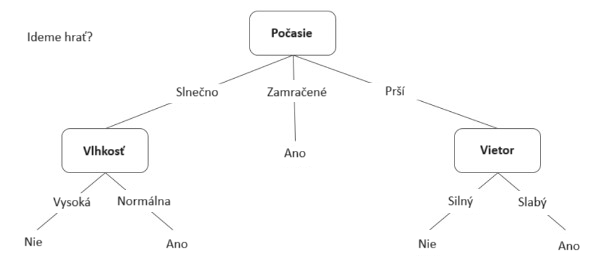 Počasie
Ideme hrať?
Slnečno
Zamračené
Prší
Vlhkosť
Ano
Vietor
Vysoká
Normálna
Silný
Slabý
Nie
Ano
Nie
Ano